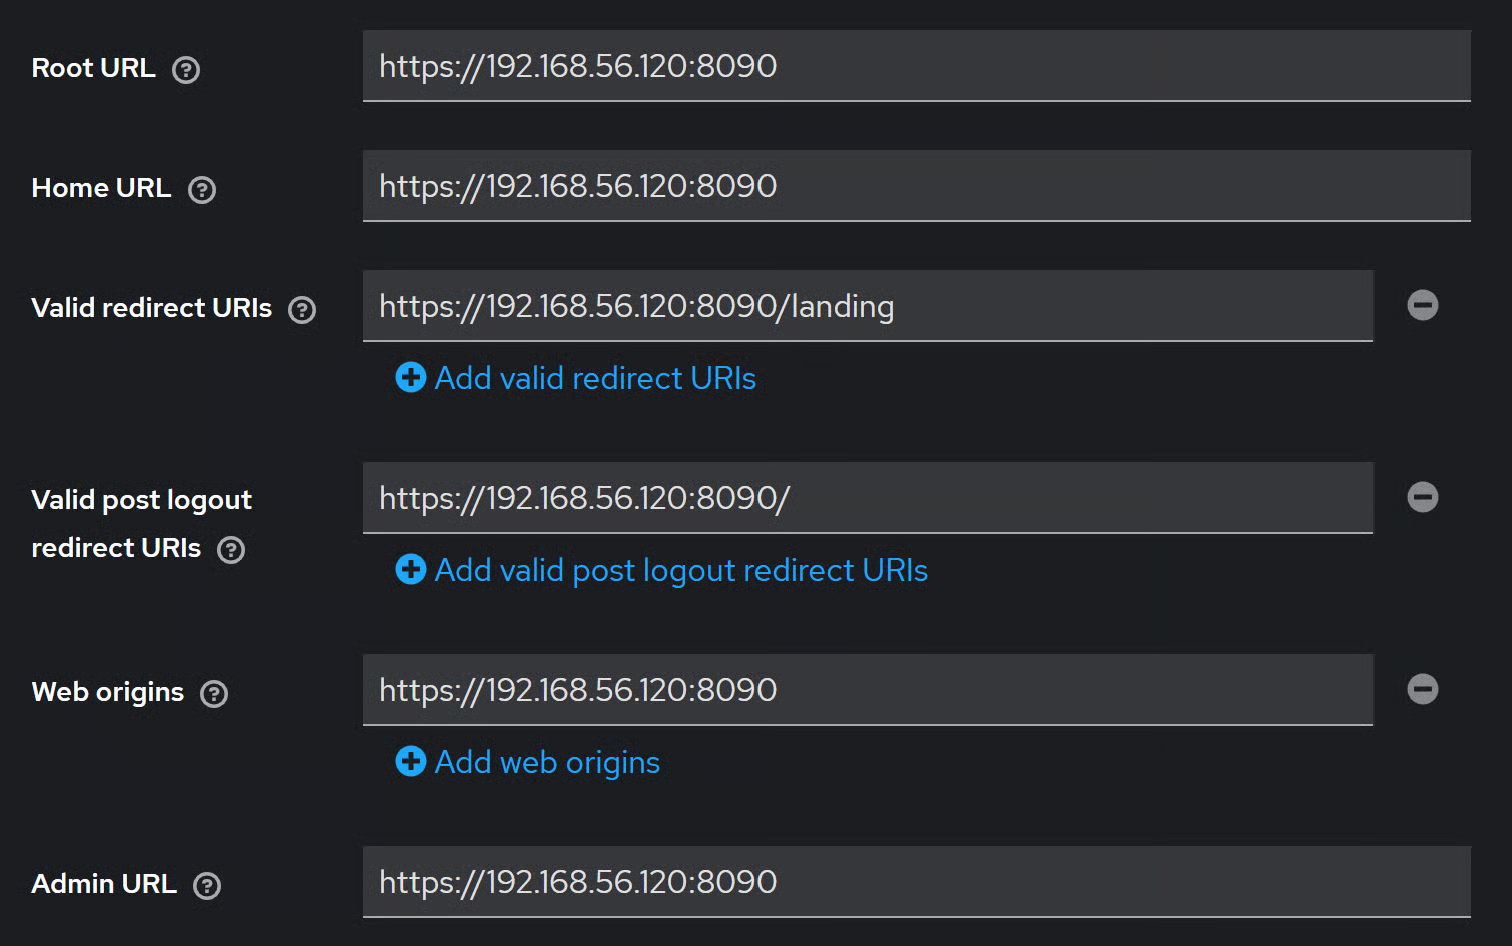 Root URL
https://192.168.56.120:8090
Home URL
https://192.168.56.120:8090
Valid redirect URIs
https://192.168.56.120:8090/landing
Add valid redirect URIs
Valid post logout
redirect URIs
https://192.168.56.120:8090/
Add valid post logout redirect URIs
Web origins
https://192.168.56.120:8090
Add web origins
Admin URL
https://192.168.56.120:8090